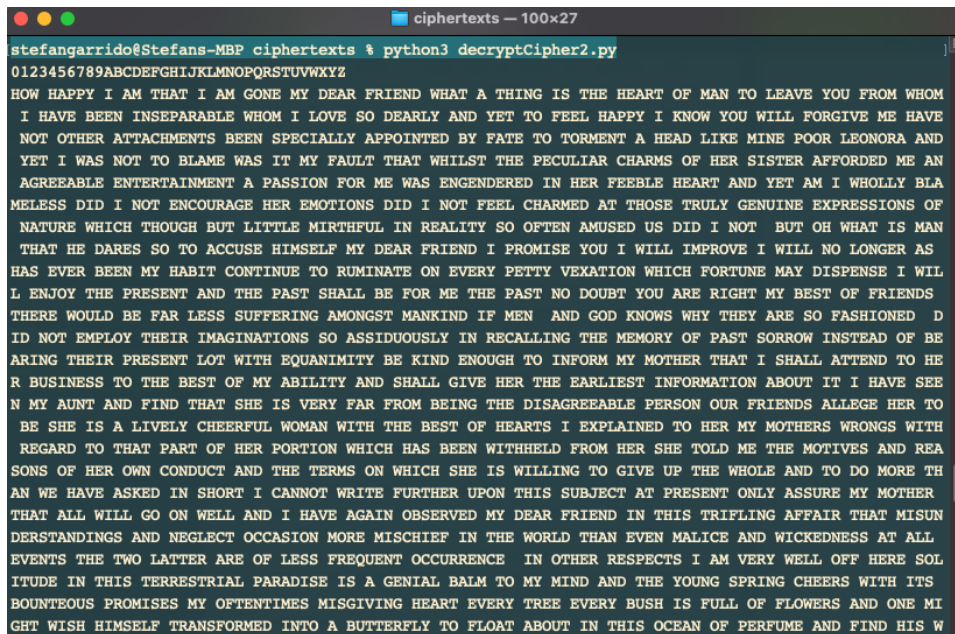 ciphertexts — 100×27
[stefangarrido@Stefans-MBP ciphertexts % python3 decryptCipher2.py ]
0123456789ABCDEFGHIJKLMNOPQRSTUVWXYZ
HOW HAPPY I AM THAT I AM GONE MY DEAR FRIEND WHAT A THING IS THE HEART OF MAN TO LEAVE YOU FROM WHOM
 I HAVE BEEN INSEPARABLE WHOM I LOVE SO DEARLY AND YET TO FEEL HAPPY I KNOW YOU WILL FORGIVE ME HAVE
 NOT OTHER ATTACHMENTS BEEN SPECIALLY APPOINTED BY FATE TO TORMENT A HEAD LIKE MINE POOR LEONORA AND
 YET I WAS NOT TO BLAME WAS IT MY FAULT THAT WHILST THE PECULIAR CHARMS OF HER SISTER AFFORDED ME AN
 AGREEABLE ENTERTAINMENT A PASSION FOR ME WAS ENGENDERED IN HER FEEBLE HEART AND YET AM I WHOLLY BLA
MELESS DID I NOT ENCOURAGE HER EMOTIONS DID I NOT FEEL CHARMED AT THOSE TRULY GENUINE EXPRESSIONS OF
 NATURE WHICH THOUGH BUT LITTLE MIRTHFUL IN REALITY SO OFTEN AMUSED US DID I NOT  BUT OH WHAT IS MAN
 THAT HE DARES SO TO ACCUSE HIMSELF MY DEAR FRIEND I PROMISE YOU I WILL IMPROVE I WILL NO LONGER AS
HAS EVER BEEN MY HABIT CONTINUE TO RUMINATE ON EVERY PETTY VEXATION WHICH FORTUNE MAY DISPENSE I WIL
L ENJOY THE PRESENT AND THE PAST SHALL BE FOR ME THE PAST NO DOUBT YOU ARE RIGHT MY BEST OF FRIENDS
THERE WOULD BE FAR LESS SUFFERING AMONGST MANKIND IF MEN  AND GOD KNOWS WHY THEY ARE SO FASHIONED  D
ID NOT EMPLOY THEIR IMAGINATIONS SO ASSIDUOUSLY IN RECALLING THE MEMORY OF PAST SORROW INSTEAD OF BE
ARING THEIR PRESENT LOT WITH EQUANIMITY BE KIND ENOUGH TO INFORM MY MOTHER THAT I SHALL ATTEND TO HE
R BUSINESS TO THE BEST OF MY ABILITY AND SHALL GIVE HER THE EARLIEST INFORMATION ABOUT IT I HAVE SEE
N MY AUNT AND FIND THAT SHE IS VERY FAR FROM BEING THE DISAGREEABLE PERSON OUR FRIENDS ALLEGE HER TO
 BE SHE IS A LIVELY CHEERFUL WOMAN WITH THE BEST OF HEARTS I EXPLAINED TO HER MY MOTHERS WRONGS WITH
 REGARD TO THAT PART OF HER PORTION WHICH HAS BEEN WITHHELD FROM HER SHE TOLD ME THE MOTIVES AND REA
SONS OF HER OWN CONDUCT AND THE TERMS ON WHICH SHE IS WILLING TO GIVE UP THE WHOLE AND TO DO MORE TH
AN WE HAVE ASKED IN SHORT I CANNOT WRITE FURTHER UPON THIS SUBJECT AT PRESENT ONLY ASSURE MY MOTHER
THAT ALL WILL GO ON WELL AND I HAVE AGAIN OBSERVED MY DEAR FRIEND IN THIS TRIFLING AFFAIR THAT MISUN
DERSTANDINGS AND NEGLECT OCCASION MORE MISCHIEF IN THE WORLD THAN EVEN MALICE AND WICKEDNESS AT ALL
EVENTS THE TWO LATTER ARE OF LESS FREQUENT OCCURRENCE  IN OTHER RESPECTS I AM VERY WELL OFF HERE SOL
ITUDE IN THIS TERRESTRIAL PARADISE IS A GENIAL BALM TO MY MIND AND THE YOUNG SPRING CHEERS WITH ITS
BOUNTEOUS PROMISES MY OFTENTIMES MISGIVING HEART EVERY TREE EVERY BUSH IS FULL OF FLOWERS AND ONE MI
GHT WISH HIMSELF TRANSFORMED INTO A BUTTERFLY TO FLOAT ABOUT IN THIS OCEAN OF PERFUME AND FIND HIS W